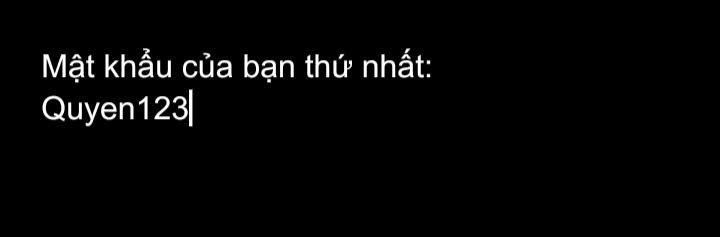 Mật khẩu của bạn thứ nhất:
Quyen123